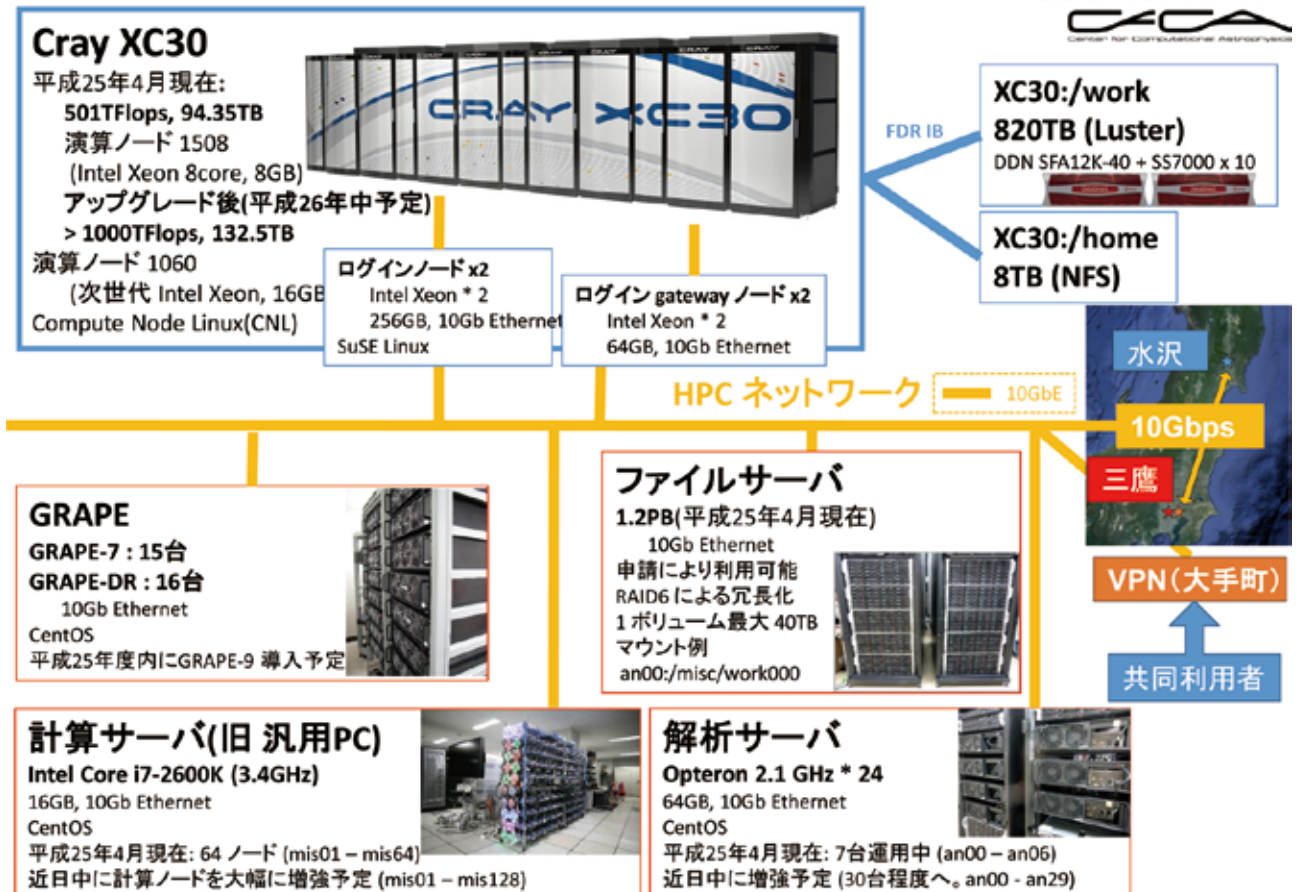 CfCA
Center for Computational Astrophysics
Cray XC30
平成25年4月現在:
501TFlops, 94.35TB
演算ノード 1508
(Intel Xeon 8core, 8GB)
アップグレード後(平成26年中予定)
> 1000TFlops, 132.5TB
演算ノード 1060
(次世代 Intel Xeon, 16GB
Compute Node Linux(CNL)
CRAY XC30
ログインノード x2
Intel Xeon * 2
256GB, 10Gb Ethernet
SuSE Linux
ログイン gateway ノード x2
Intel Xeon * 2
64GB, 10Gb Ethernet
FDR IB
XC30:/work
820TB (Luster)
DDN SFA12K-40 + SS7000 x 10
XC30:/home
8TB (NFS)
HPC ネットワーク
10GbE
水沢
10Gbps
三鷹
VPN(大手町)
共同利用者
GRAPE
GRAPE-7 : 15台
GRAPE-DR : 16台
10Gb Ethernet
CentOS
平成25年度内にGRAPE-9 導入予定
ファイルサーバ
1.2PB(平成25年4月現在)
10Gb Ethernet
申請により利用可能
RAID6 による冗長化
1 ボリューム最大 40TB
マウント例
an00:/misc/work000
計算サーバ(旧 汎用PC)
Intel Core i7-2600K (3.4GHz)
16GB, 10Gb Ethernet
CentOS
平成25年4月現在: 64 ノード (mis01 – mis64)
近日中に計算ノードを大幅に増強予定 (mis01 – mis128)
解析サーバ
Opteron 2.1 GHz * 24
64GB, 10Gb Ethernet
CentOS
平成25年4月現在: 7台運用中 (an00 – an06)
近日中に増強予定 (30台程度へ。an00 - an29)